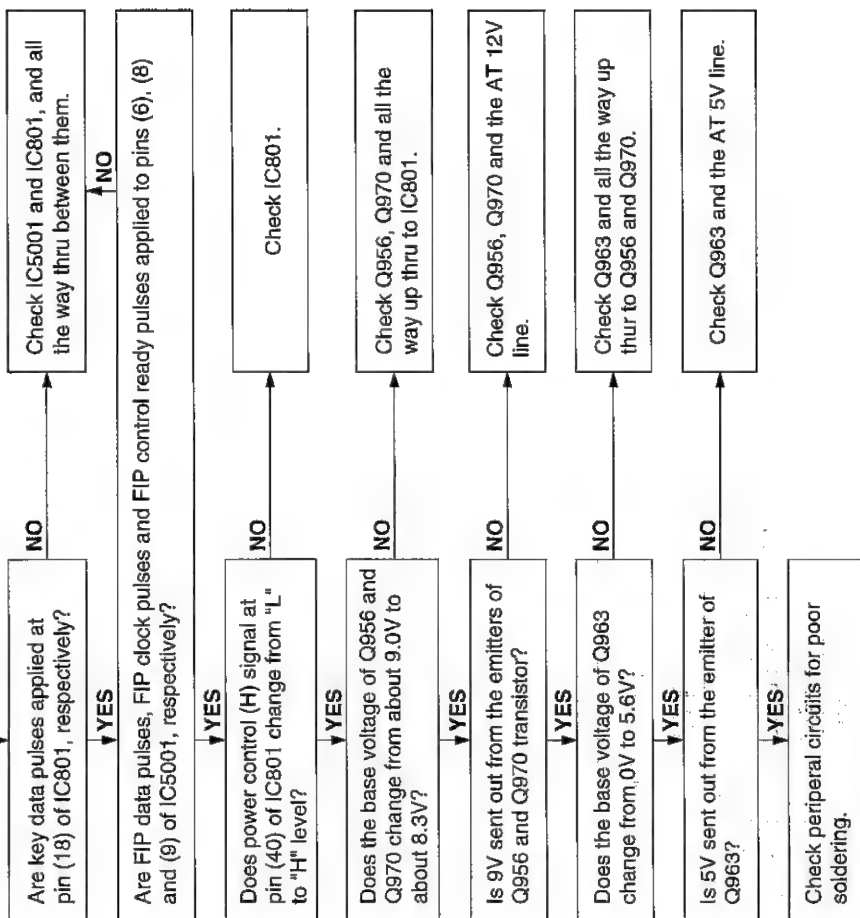 Are key data pulses applied at
pin (18) of IC801, respectively?
NO
Check IC5001 and IC801, and all
the way thru between them.
YES
NO
Are FIP data pulses, FIP clock pulses and FIP control ready pulses applied to pins (6), (8)
and (9) of IC5001, respectively?
YES
Does power control (H) signal at
pin (40) of IC801 change from "L"
to "H" level?
NO
Check IC801.
YES
Does the base voltage of Q956 and
Q970 change from about 9.0V to
about 8.3V?
NO
Check Q956, Q970 and all the
way up thru to IC801.
YES
Is 9V sent out from the emitters of
Q956 and Q970 transistor?
NO
Check Q956, Q970 and the AT 12V
line.
YES
Does the base voltage of Q963
change from 0V to 5.6V?
NO
Check Q963 and all the way up
thur to Q956 and Q970.
YES
Is 5V sent out from the emitter of
Q963?
NO
Check Q963 and the AT 5V line.
YES
Check periperal circuits for poor
soldering.